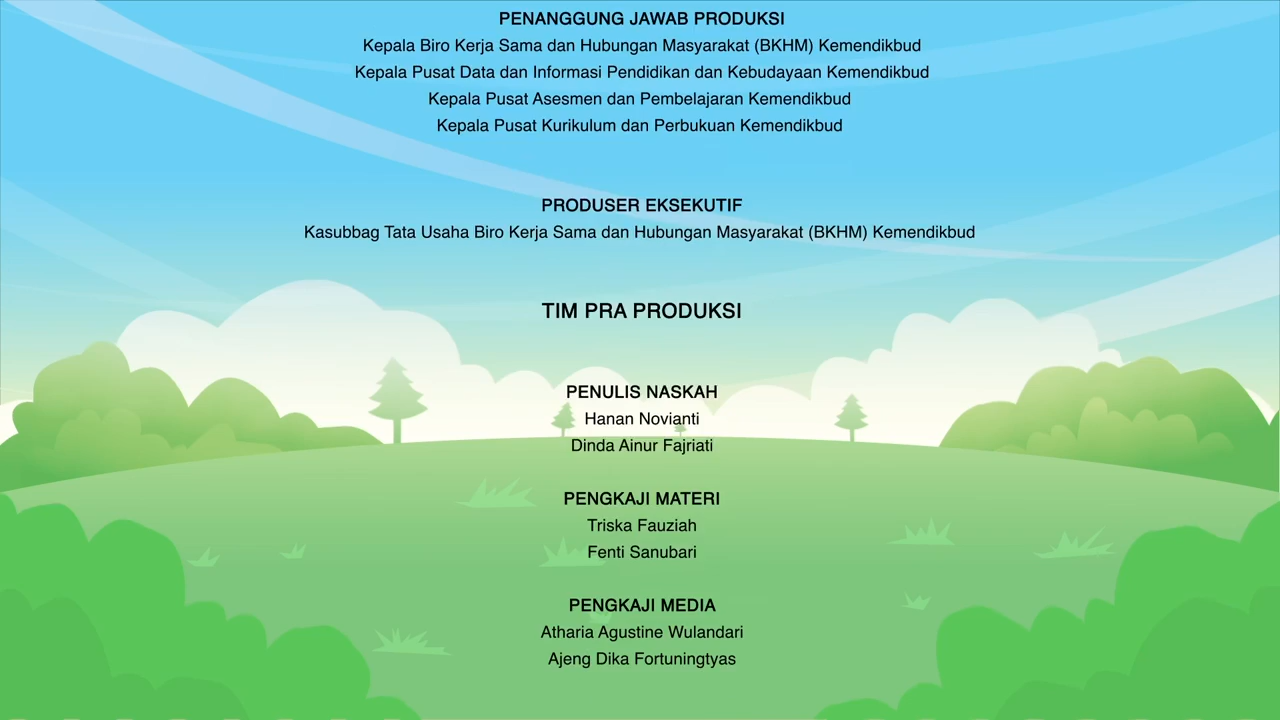 PENANGGUNG JAWAB PRODUKSI
Kepala Biro Kerja Sama dan Hubungan Masyarakat (BKHM) Kemendikbud
Kepala Pusat Data dan Informasi Pendidikan dan Kebudayaan Kemendikbud
Kepala Pusat Asesmen dan Pembelajaran Kemendikbud
Kepala Pusat Kurikulum dan Perbukuan Kemendikbud
PRODUSER EKSEKUTIF
Kasubbag Tata Usaha Biro Kerja Sama dan Hubungan Masyarakat (BKHM) Kemendikbud
TIM PRA PRODUKSI
PENULIS NASKAH
Hanan Novianti
Dinda Ainur Fajriati
PENGKAJI MATERI
Triska Fauziah
Fenti Sanubari
PENGKAJI MEDIA
Atharia Agustine Wulandari
Ajeng Dika Fortuningtyas